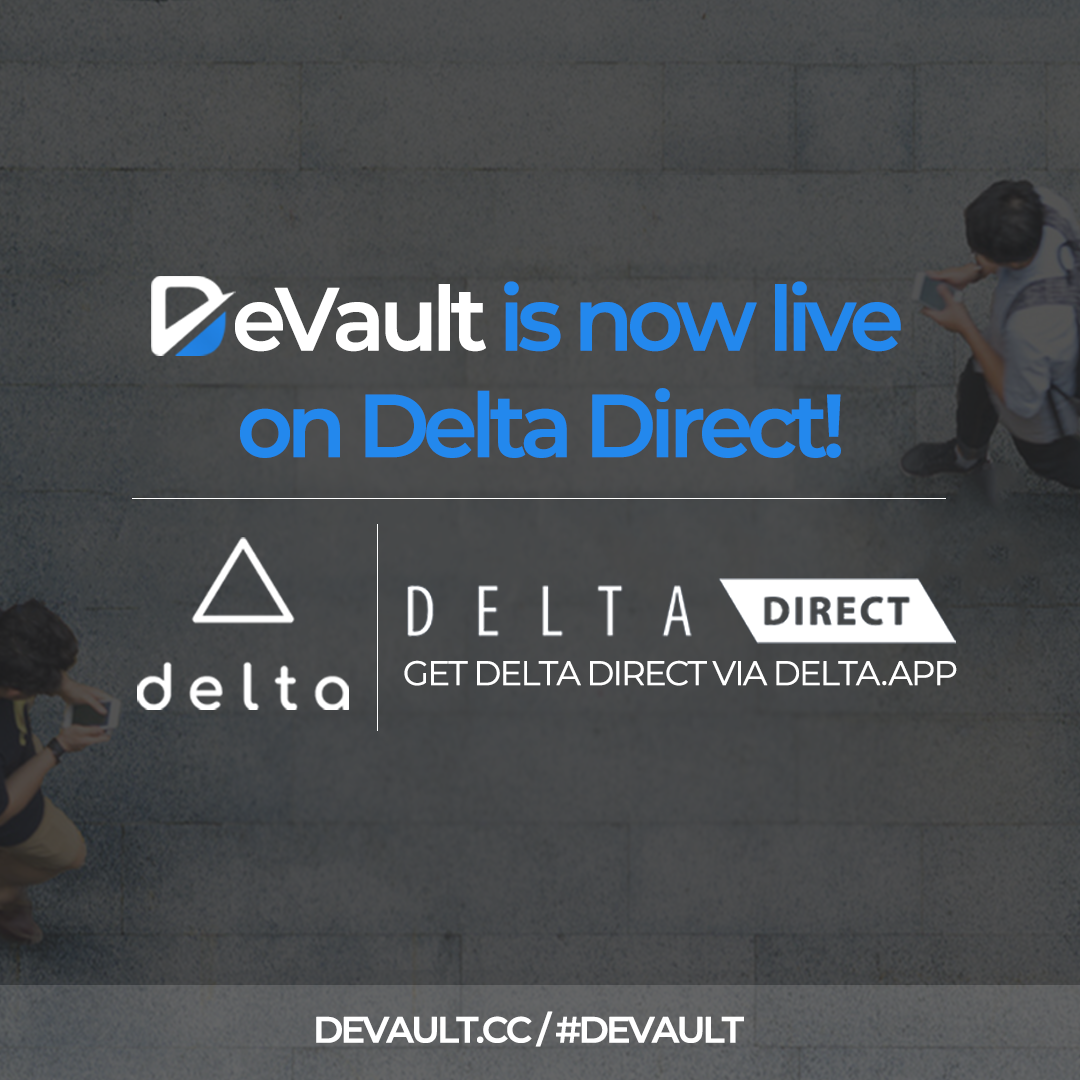 DeVault is now live
on Delta Direct!
delta
DELTA DIRECT
GET DELTA DIRECT VIA DELTA.APP
DEVAULT.CC / #DEVAULT